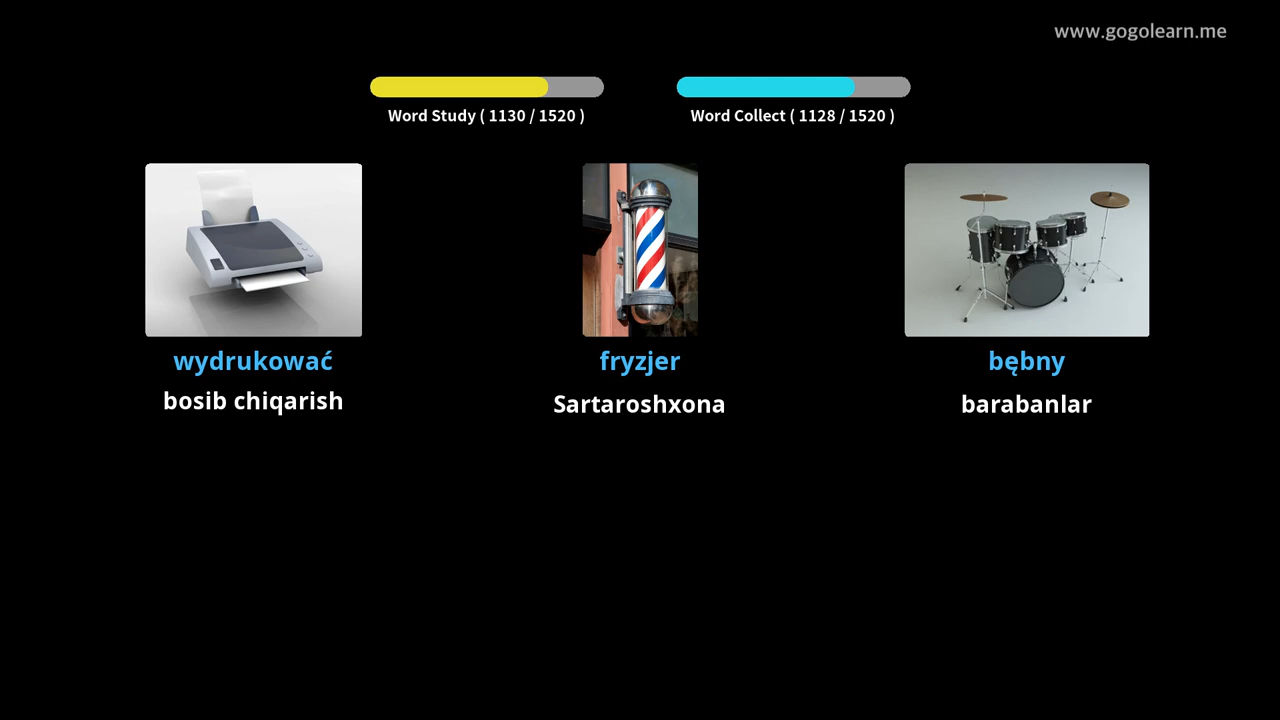 www.gogolearn.me
Word Study ( 1130 / 1520 )
Word Collect ( 1128 / 1520 )
wydrukować
fryzjer
bębny
bosib chiqarish
Sartaroshxona
barabanlar